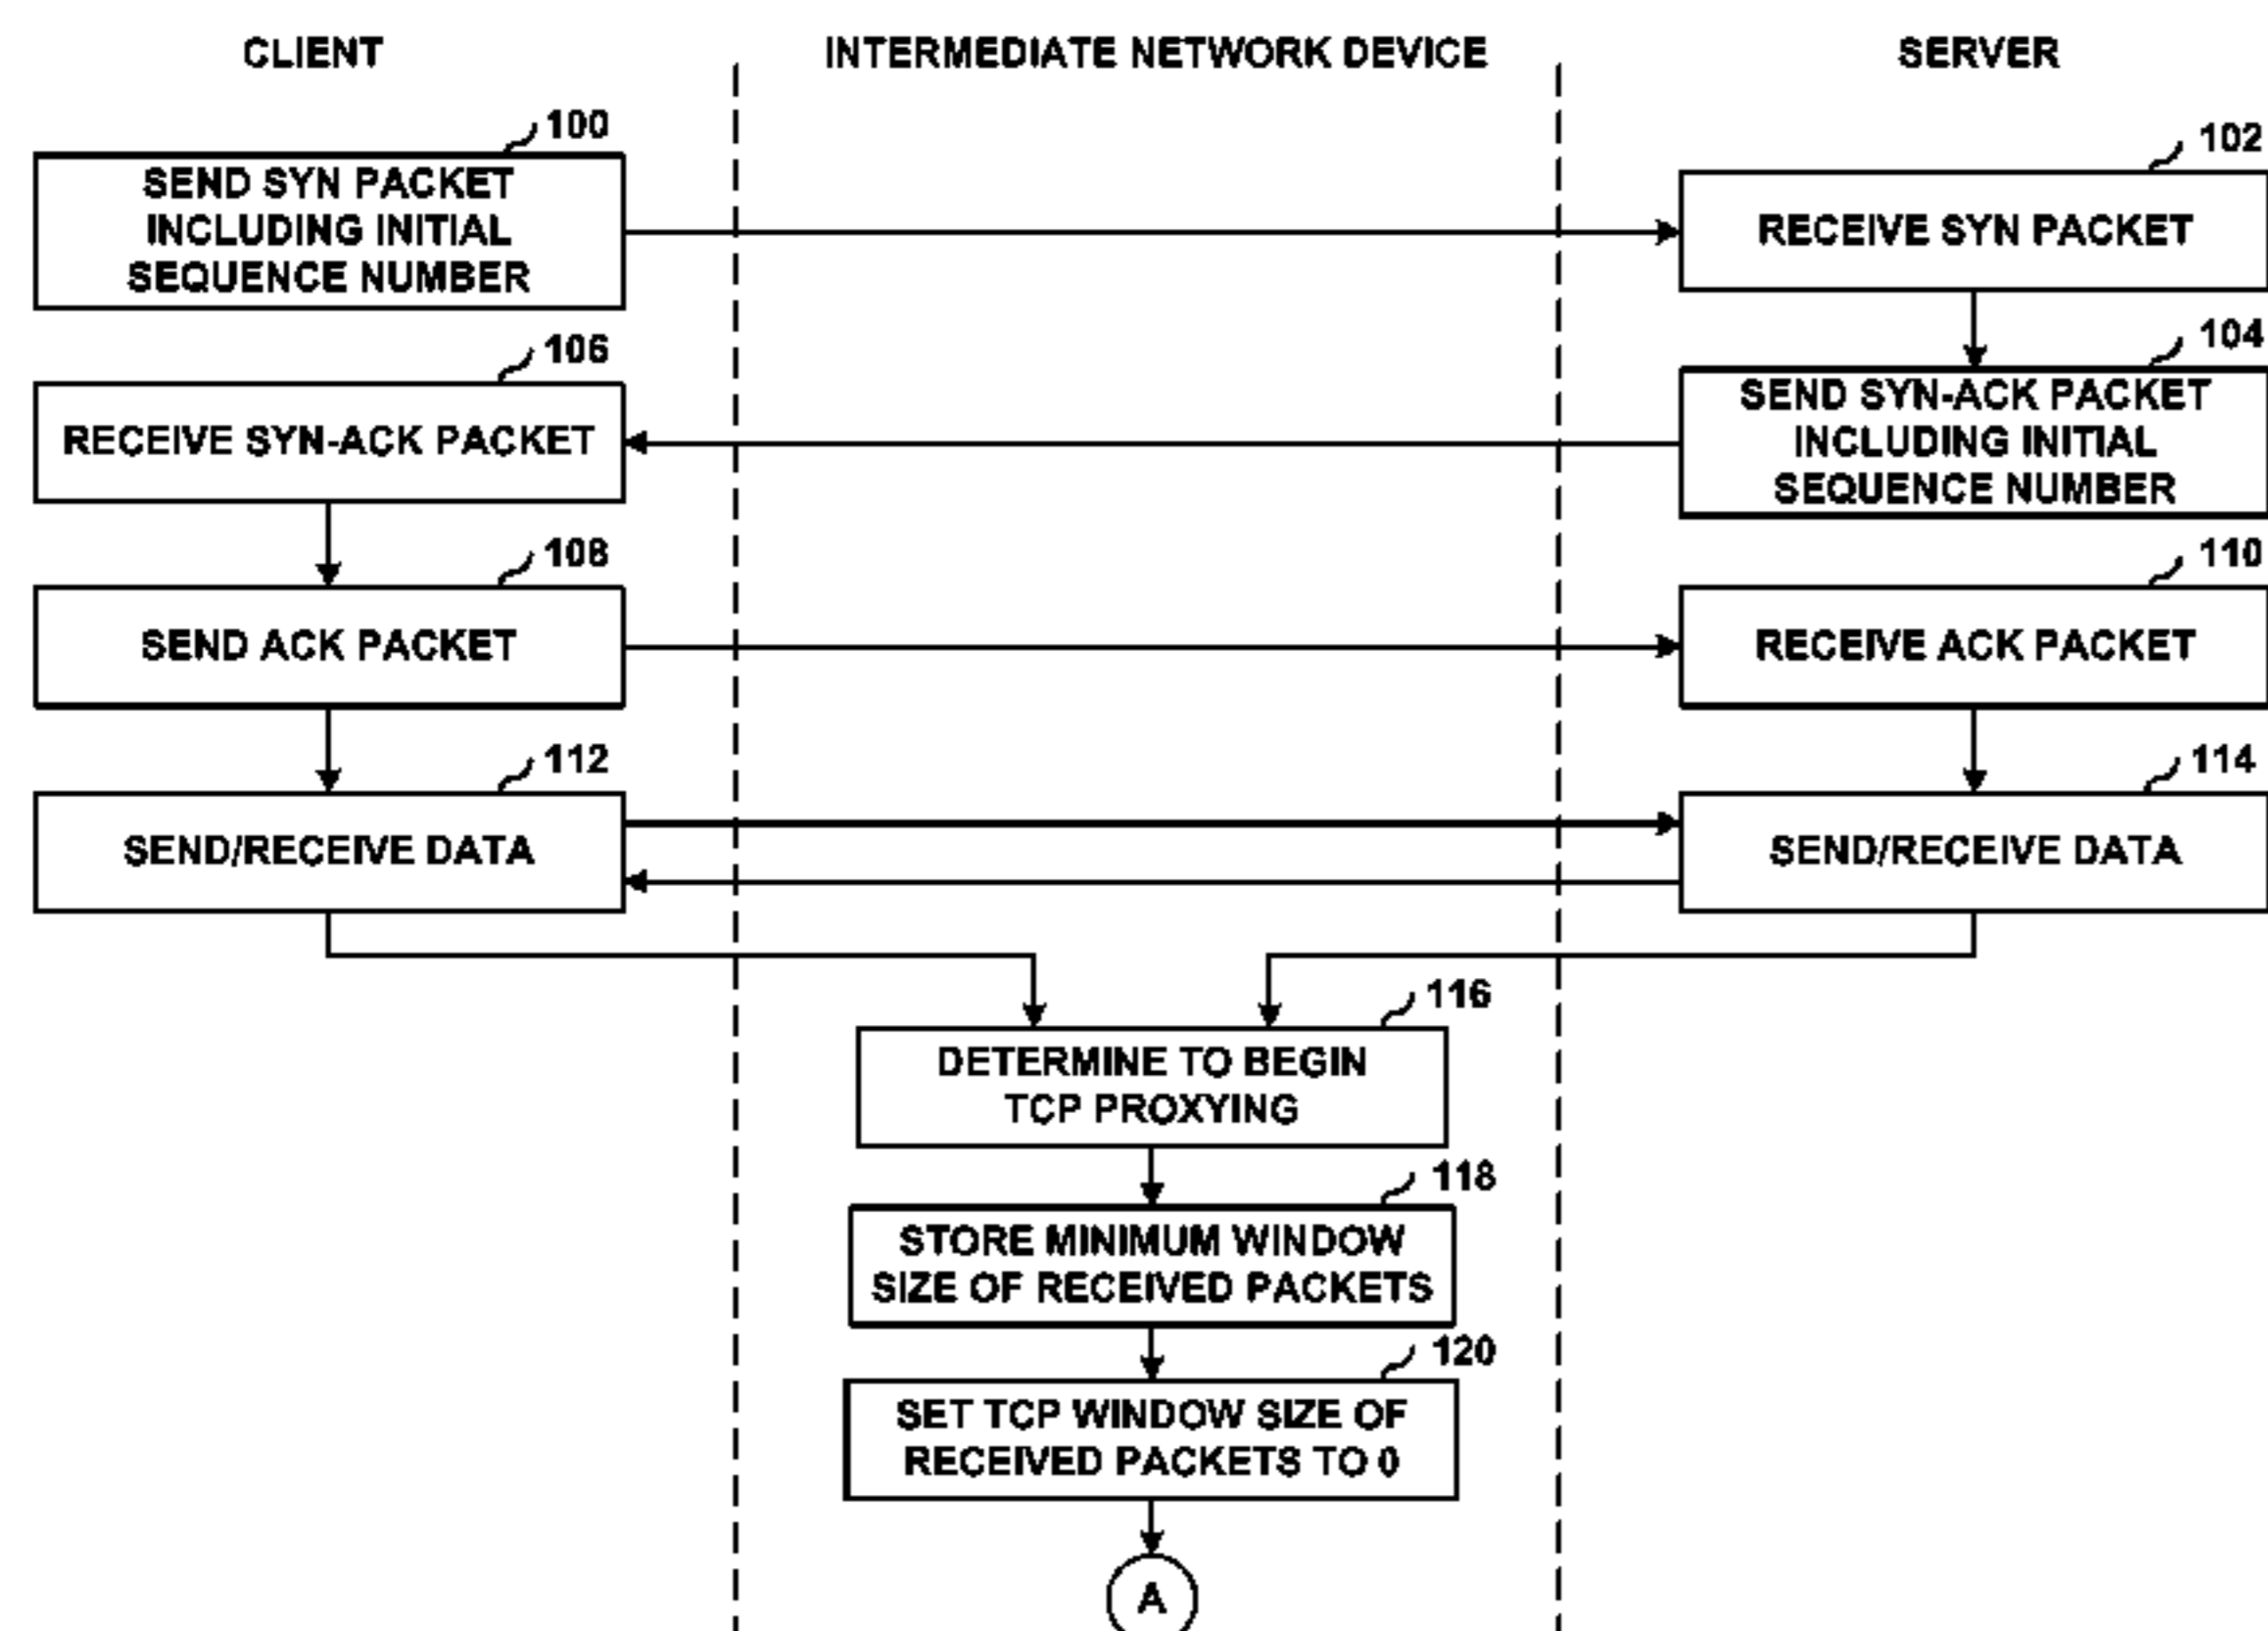 CLIENT
INTERMEDIATE NETWORK DEVICE
SERVER
100
SEND SYN PACKET
INCLUDING INITIAL
SEQUENCE NUMBER
102
RECEIVE SYN PACKET
104
SEND SYN-ACK PACKET
INCLUDING INITIAL
SEQUENCE NUMBER
106
RECEIVE SYN-ACK PACKET
108
SEND ACK PACKET
110
RECEIVE ACK PACKET
112
SEND/RECEIVE DATA
114
SEND/RECEIVE DATA
116
DETERMINE TO BEGIN
TCP PROXYING
118
STORE MINIMUM WINDOW
SIZE OF RECEIVED PACKETS
120
SET TCP WINDOW SIZE OF
RECEIVED PACKETS TO 0
A